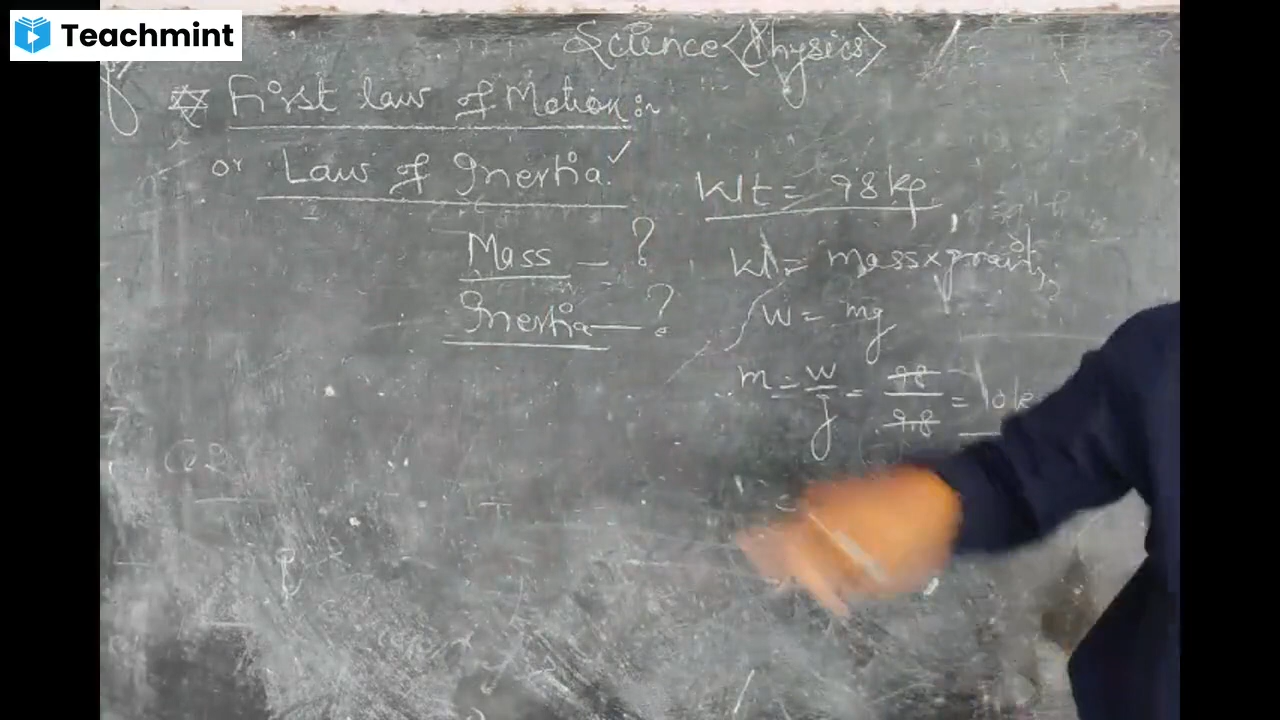 Teachmint
Science <Physics>
First law of Motion :~
or Law of Inertia ✓
Mass — ?
Inertia — ?
Wt = 98 kg
Wt = mass x gravity
W = mg
m = W/g = 98/9.8 = 10k